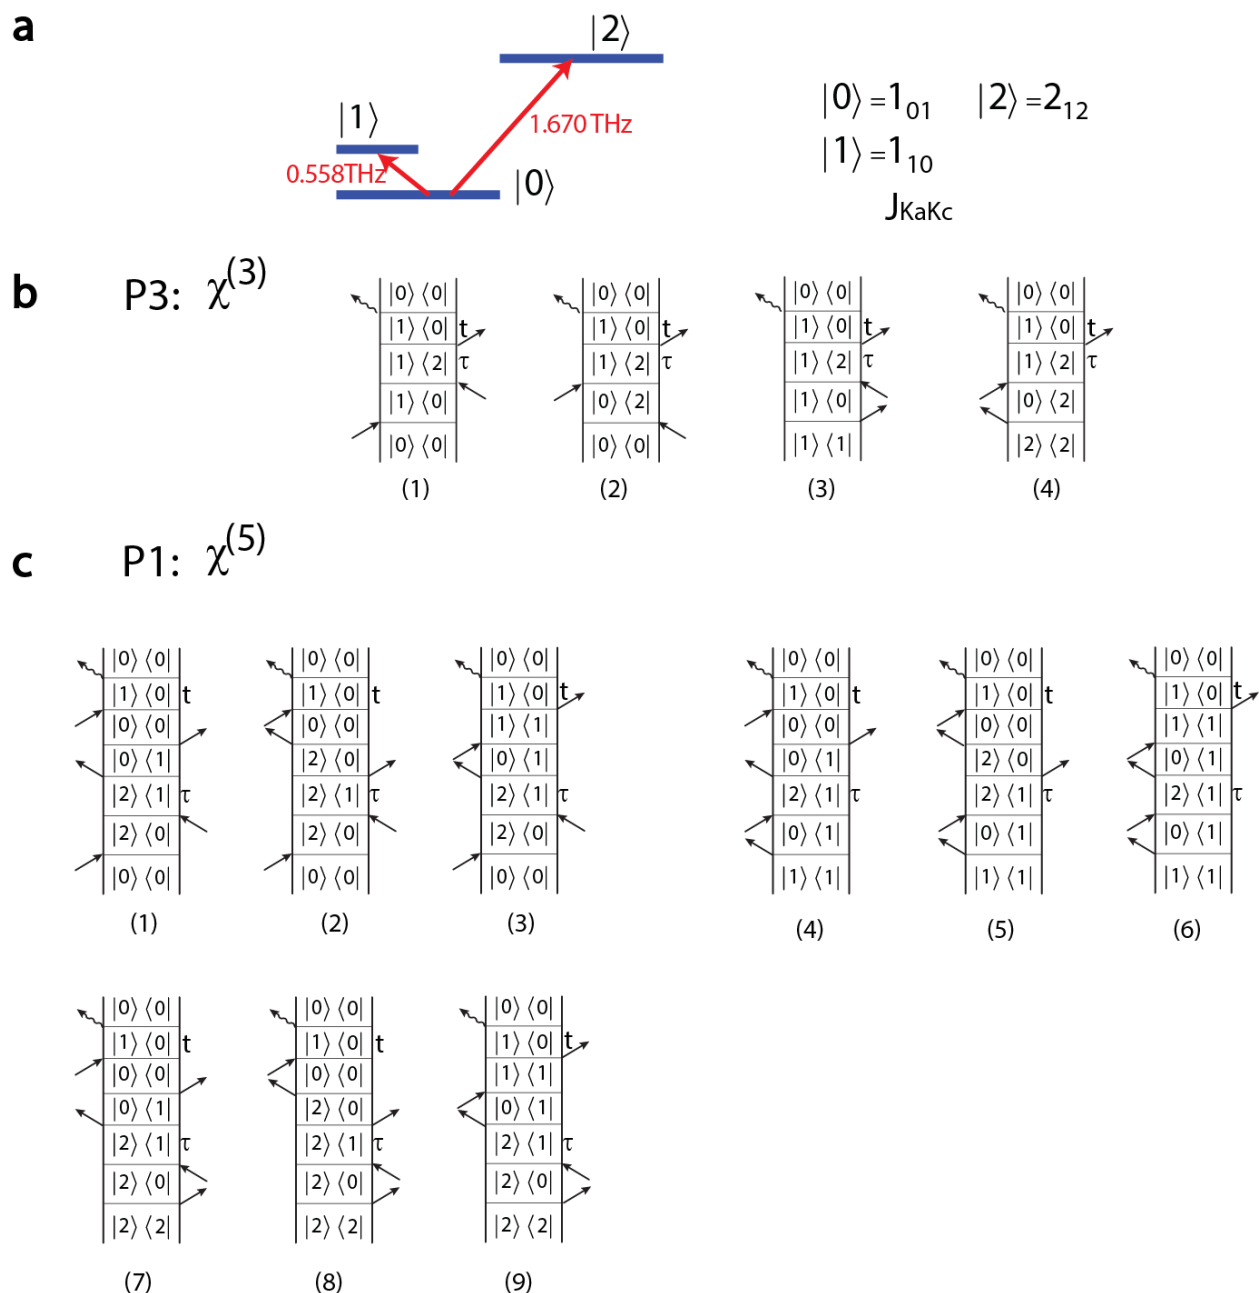 a
|2⟩
|1⟩
1.670 THz
0.558THz
|0⟩
|0⟩ =1₀₁ |2⟩=2₁₂
|1⟩=1₁₀
JKaKc
b P3: χ⁽³⁾
|0⟩ ⟨0| |0⟩ ⟨0| |0⟩ ⟨0| |0⟩ ⟨0|
|1⟩ ⟨0| t |1⟩ ⟨0| t |1⟩ ⟨0| t |1⟩ ⟨0| t
|1⟩ ⟨2| τ |1⟩ ⟨2| τ |1⟩ ⟨2| τ |1⟩ ⟨2| τ
|1⟩ ⟨0| |0⟩ ⟨2| |1⟩ ⟨0| |0⟩ ⟨2|
|0⟩ ⟨0| |0⟩ ⟨0| |1⟩ ⟨1| |2⟩ ⟨2|
(1) (2) (3) (4)
c P1: χ⁽⁵⁾
|0⟩ ⟨0| |0⟩ ⟨0| |0⟩ ⟨0| |0⟩ ⟨0| |0⟩ ⟨0| |0⟩ ⟨0|
|1⟩ ⟨0| t |1⟩ ⟨0| t |1⟩ ⟨0| t |1⟩ ⟨0| t |1⟩ ⟨0| t |1⟩ ⟨0| t
|0⟩ ⟨0| |0⟩ ⟨0| |1⟩ ⟨1| |0⟩ ⟨0| |0⟩ ⟨0| |1⟩ ⟨1|
|0⟩ ⟨1| |2⟩ ⟨0| |0⟩ ⟨1| |0⟩ ⟨1| |2⟩ ⟨0| |0⟩ ⟨1|
|2⟩ ⟨1| τ |2⟩ ⟨1| τ |2⟩ ⟨1| τ |2⟩ ⟨1| τ |2⟩ ⟨1| τ |2⟩ ⟨1| τ
|2⟩ ⟨0| |2⟩ ⟨0| |2⟩ ⟨0| |0⟩ ⟨1| |0⟩ ⟨1| |0⟩ ⟨1|
|0⟩ ⟨0| |0⟩ ⟨0| |0⟩ ⟨0| |1⟩ ⟨1| |1⟩ ⟨1| |1⟩ ⟨1|
(1) (2) (3) (4) (5) (6)
|0⟩ ⟨0| |0⟩ ⟨0| |0⟩ ⟨0|
|1⟩ ⟨0| t |1⟩ ⟨0| t |1⟩ ⟨0| t
|0⟩ ⟨0| |0⟩ ⟨0| |1⟩ ⟨1|
|0⟩ ⟨1| |2⟩ ⟨0| |0⟩ ⟨1|
|2⟩ ⟨1| τ |2⟩ ⟨1| τ |2⟩ ⟨1| τ
|2⟩ ⟨0| |2⟩ ⟨0| |2⟩ ⟨0|
|2⟩ ⟨2| |2⟩ ⟨2| |2⟩ ⟨2|
(7) (8) (9)